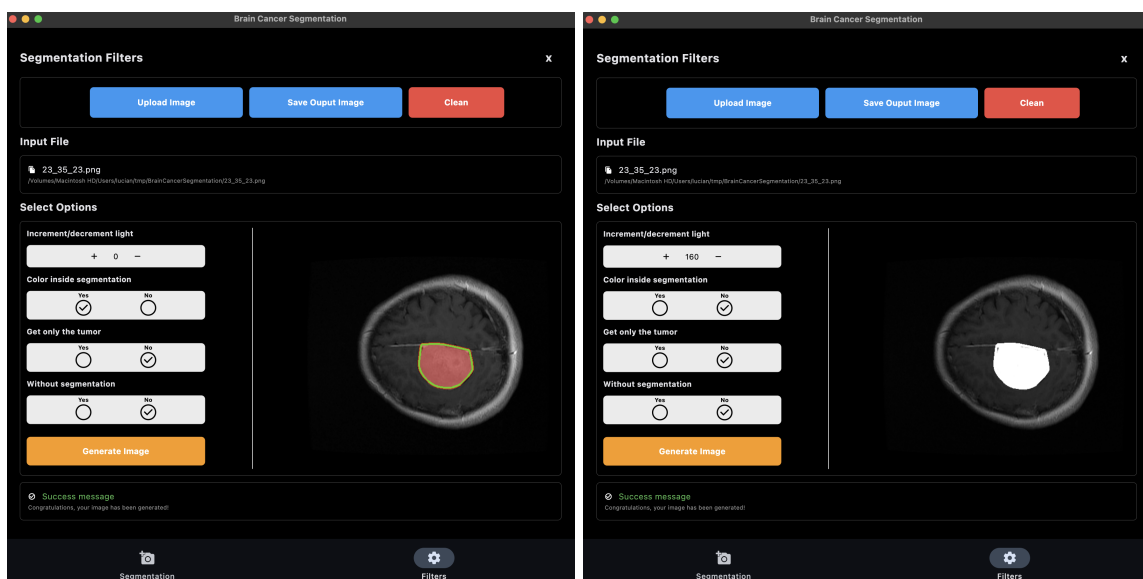 Brain Cancer Segmentation
Segmentation Filters
x
Upload Image
Save Ouput Image
Clean
Input File
23_35_23.png
/Volumes/Macintosh HD/Users/lucian/tmp/BrainCancerSegmentation/23_35_23.png
Select Options
Increment/decrement light
+ 0 −
Color inside segmentation
Yes No
Get only the tumor
Yes No
Without segmentation
Yes No
Generate Image
Success message
Congratulations, your image has been generated!
Segmentation
Filters
Brain Cancer Segmentation
Segmentation Filters
x
Upload Image
Save Ouput Image
Clean
Input File
23_35_23.png
/Volumes/Macintosh HD/Users/lucian/tmp/BrainCancerSegmentation/23_35_23.png
Select Options
Increment/decrement light
+ 160 −
Color inside segmentation
Yes No
Get only the tumor
Yes No
Without segmentation
Yes No
Generate Image
Success message
Congratulations, your image has been generated!
Segmentation
Filters